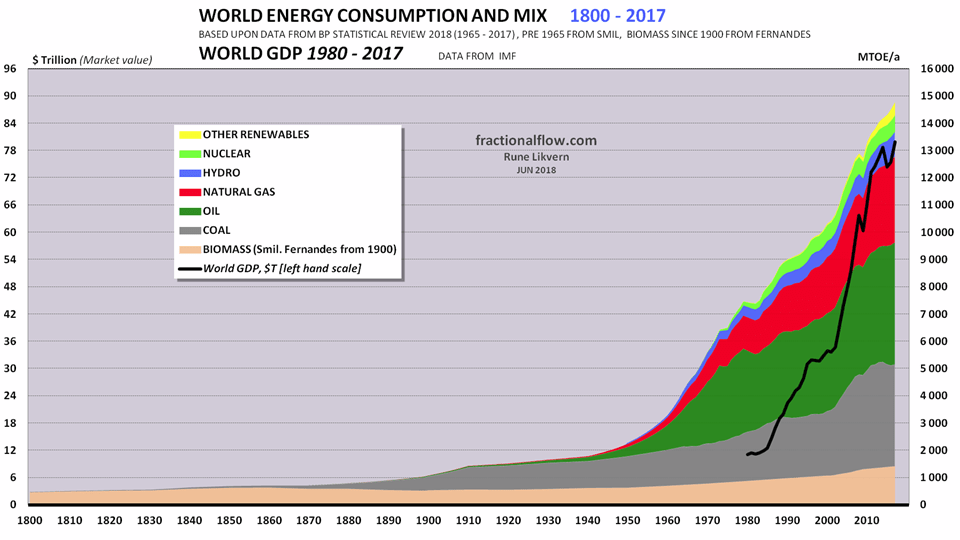 WORLD ENERGY CONSUMPTION AND MIX 1800 - 2017
BASED UPON DATA FROM BP STATISTICAL REVIEW 2018 (1965 - 2017) , PRE 1965 FROM SMIL, BIOMASS SINCE 1900 FROM FERNANDES
WORLD GDP 1980 - 2017 DATA FROM IMF
$ Trillion (Market value) MTOE/a
96 16 000
90 15 000
84 14 000
78 13 000
72 12 000
66 11 000
60 10 000
54 9 000
48 8 000
42 7 000
36 6 000
30 5 000
24 4 000
18 3 000
12 2 000
6 1 000
0 0
fractionalflow.com
Rune Likvern
JUN 2018
OTHER RENEWABLES
NUCLEAR
HYDRO
NATURAL GAS
OIL
COAL
BIOMASS (Smil. Fernandes from 1900)
World GDP, $T [left hand scale]
1800 1810 1820 1830 1840 1850 1860 1870 1880 1890 1900 1910 1920 1930 1940 1950 1960 1970 1980 1990 2000 2010